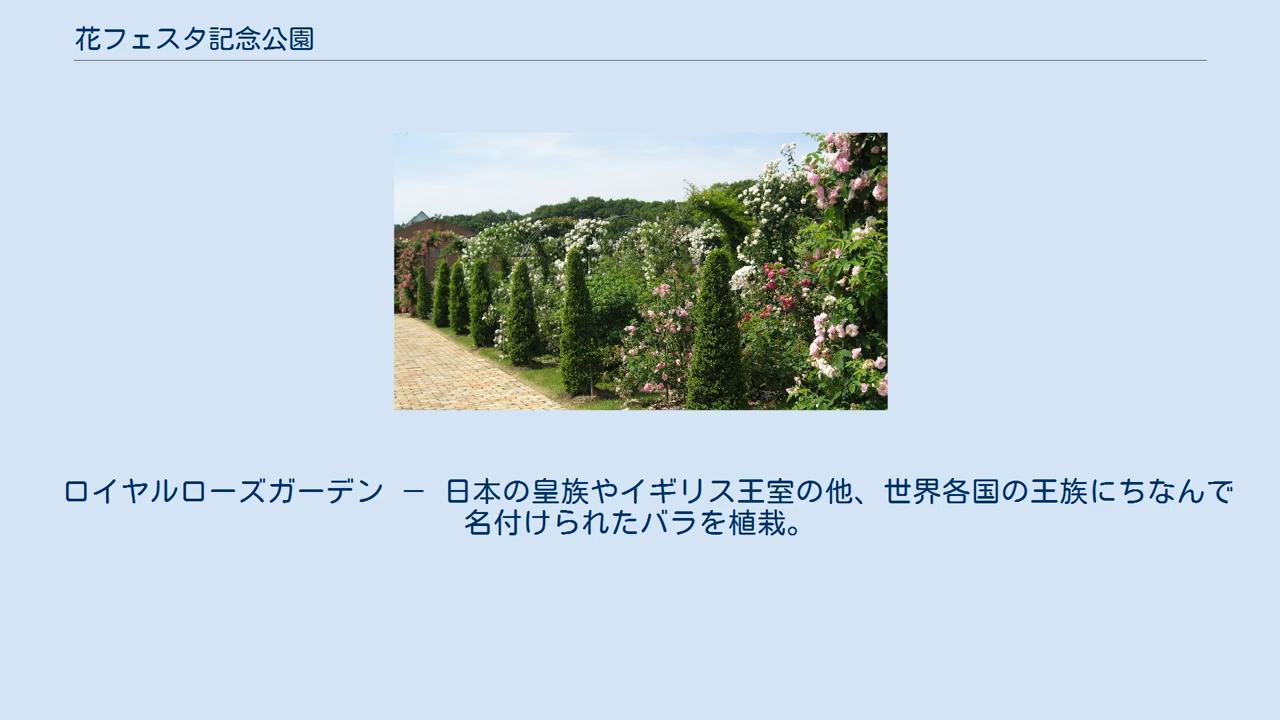 花フェスタ記念公園
ロイヤルローズガーデン － 日本の皇族やイギリス王室の他、世界各国の王族にちなんで
名付けられたバラを植栽。